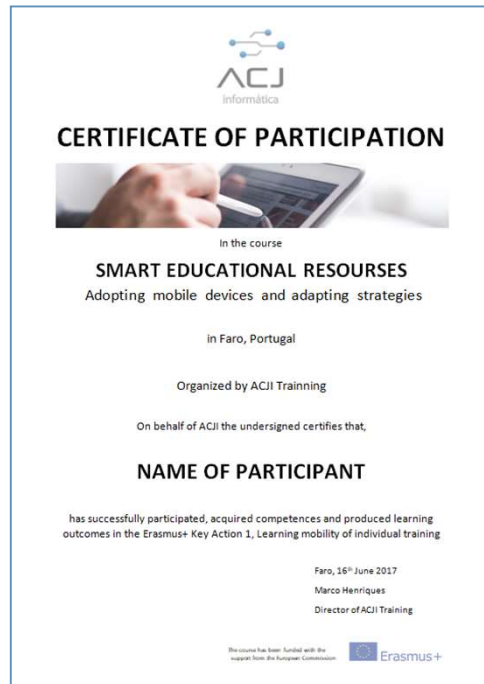 ACJ
informática
CERTIFICATE OF PARTICIPATION
In the course
SMART EDUCATIONAL RESOURSES
Adopting mobile devices and adapting strategies
in Faro, Portugal
Organized by ACJI Trainning
On behalf of ACJI the undersigned certifies that,
NAME OF PARTICIPANT
has successfully participated, acquired competences and produced learning
outcomes in the Erasmus+ Key Action 1, Learning mobility of individual training
Faro, 16th June 2017
Marco Henriques
Director of ACJI Training
The course has been funded with the
support from the European Commission
Erasmus+